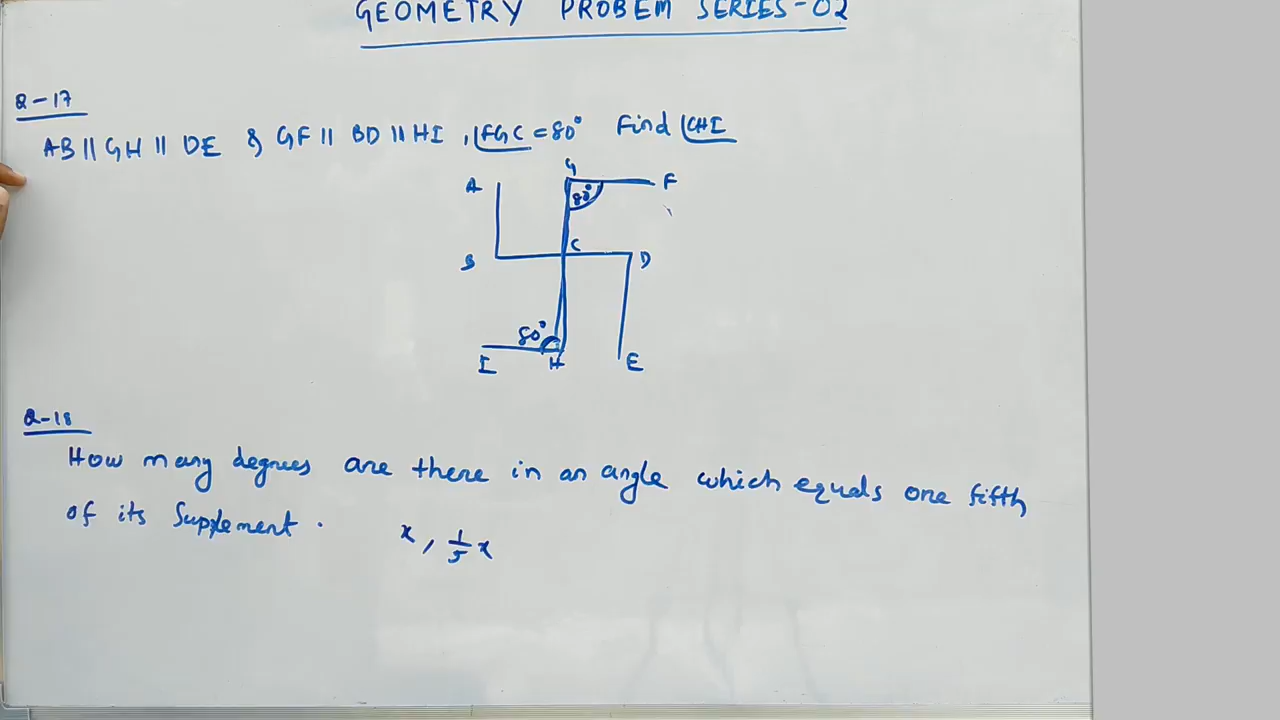 GEOMETRY PROBEM SERIES-02
Q-17
AB || GH || DE & GF || BD || HI, ∠FGC = 80° Find ∠CHI
G
A F
80°
C
B D
80°
I H E
Q-18
How many degrees are there in an angle which equals one fifth
of its Supplement.
x, 1/5 x